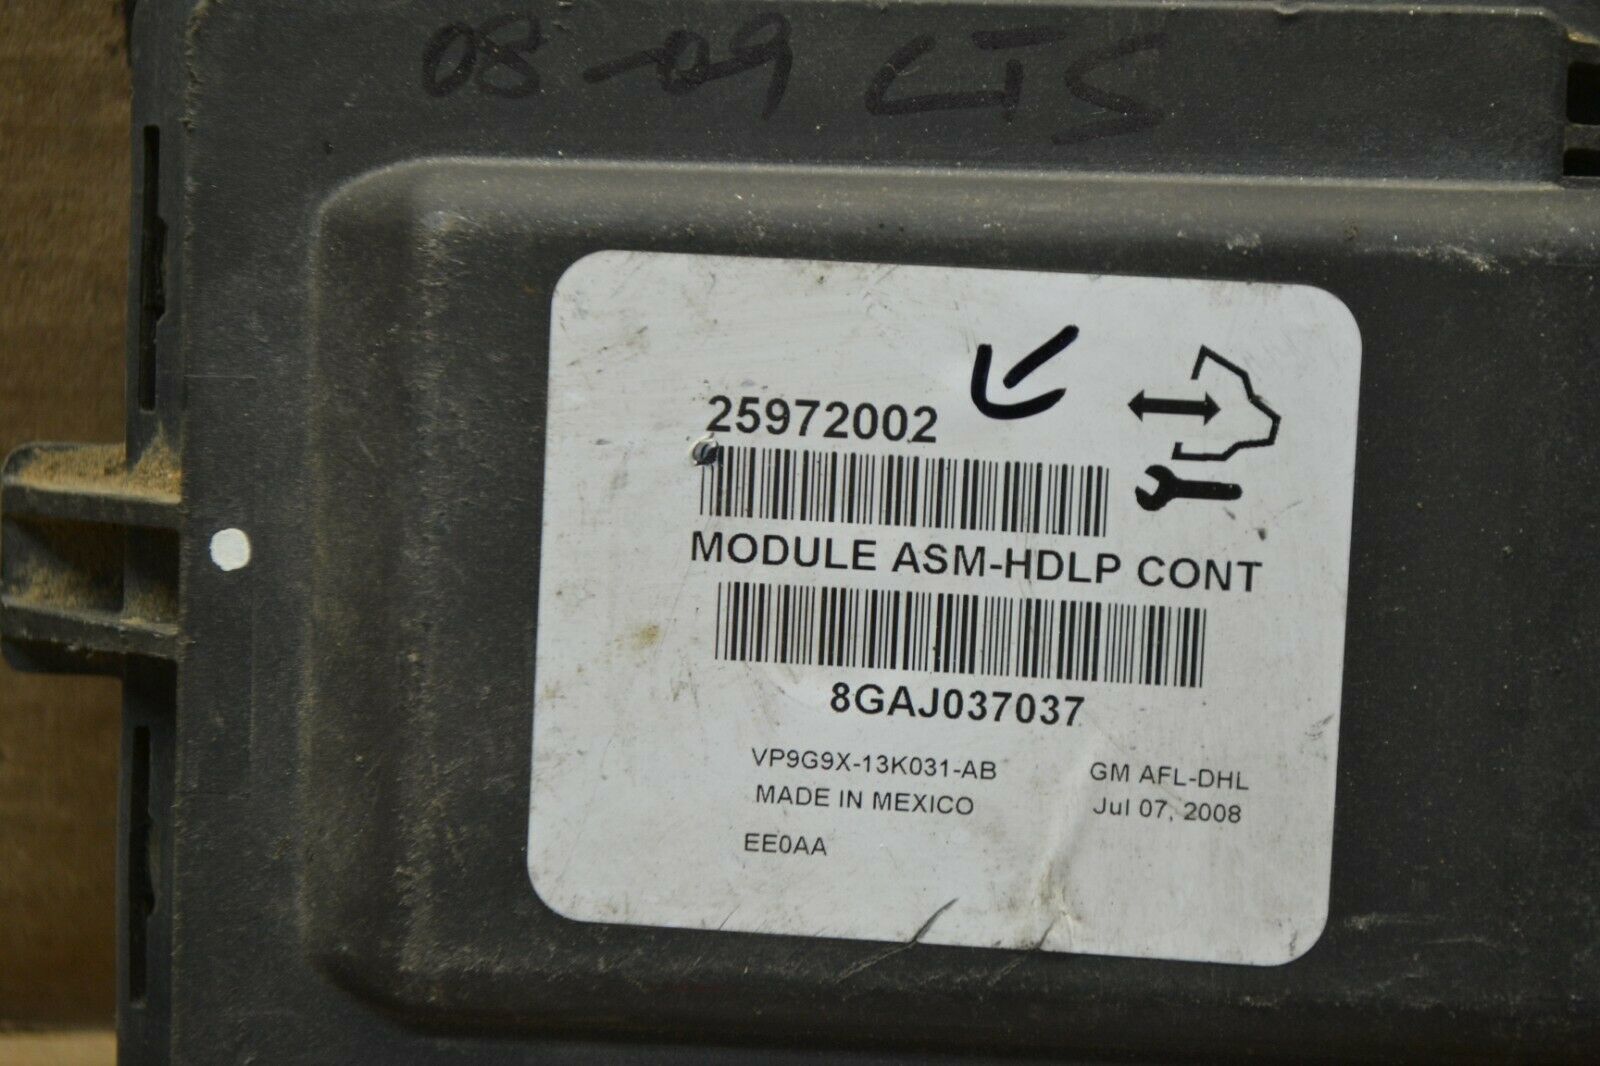 08-09 CTS
25972002
MODULE ASM-HDLP CONT
8GAJ037037
VP9G9X-13K031-AB GM AFL-DHL
MADE IN MEXICO Jul 07, 2008
EE0AA